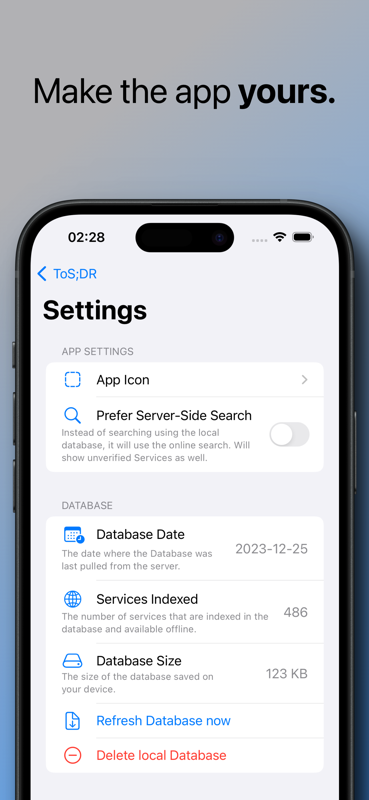 Make the app yours.
02:28
ToS;DR
Settings
APP SETTINGS
App Icon
Prefer Server-Side Search
Instead of searching using the local
database, it will use the online search. Will
show unverified Services as well.
DATABASE
Database Date
The date where the Database was
last pulled from the server.
2023-12-25
Services Indexed
The number of services that are indexed in the
database and available offline.
486
Database Size
The size of the database saved on
your device.
123 KB
Refresh Database now
Delete local Database